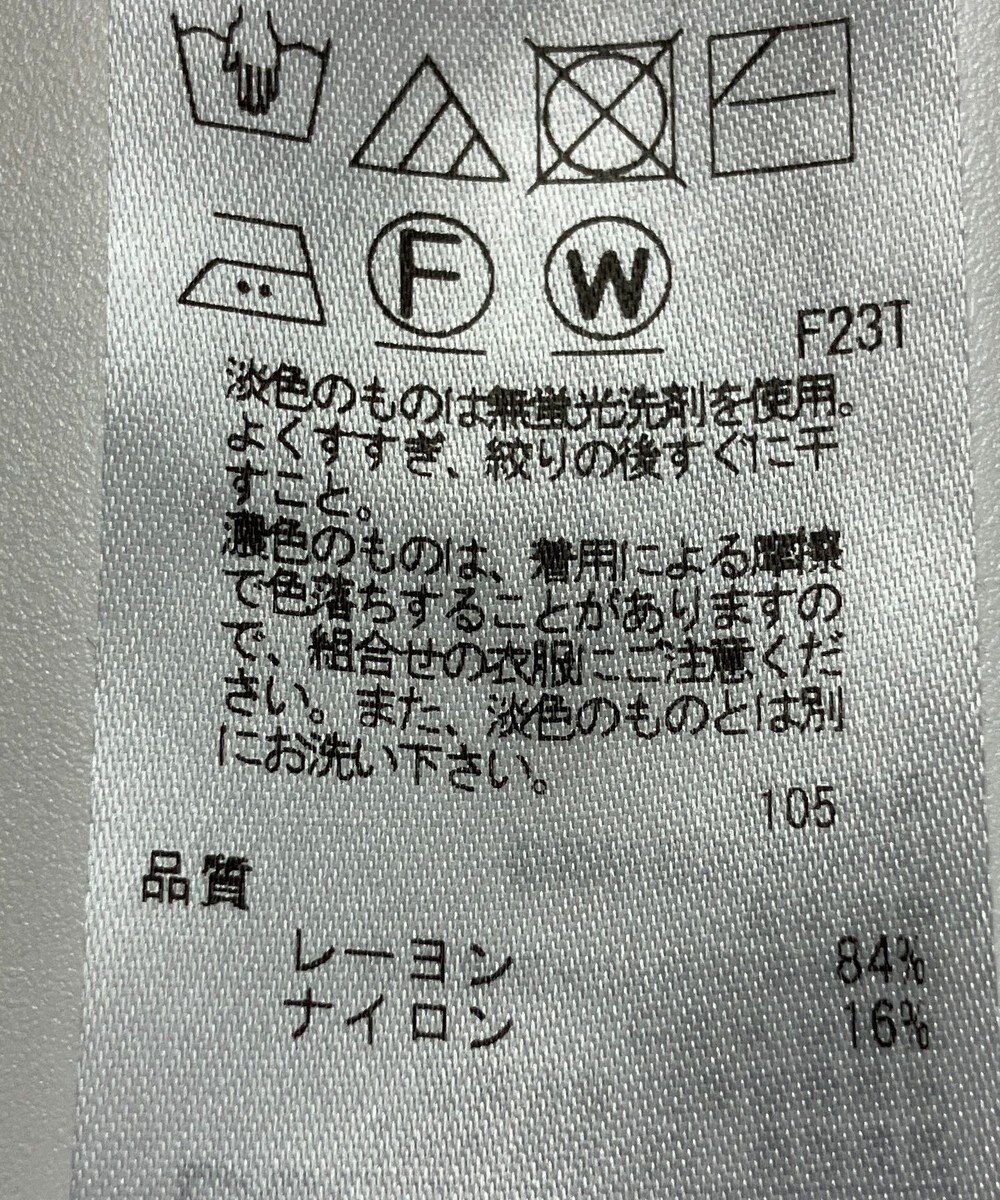 F W
F23T
淡色のものは無蛍光洗剤を使用。
よくすすぎ、絞りの後すぐに干
すこと。
濃色のものは、着用による摩擦
で色落ちすることがありますの
で、組合せの衣服にご注意くだ
さい。また、淡色のものとは別
にお洗い下さい。
105
品質
レーヨン 84%
ナイロン 16%